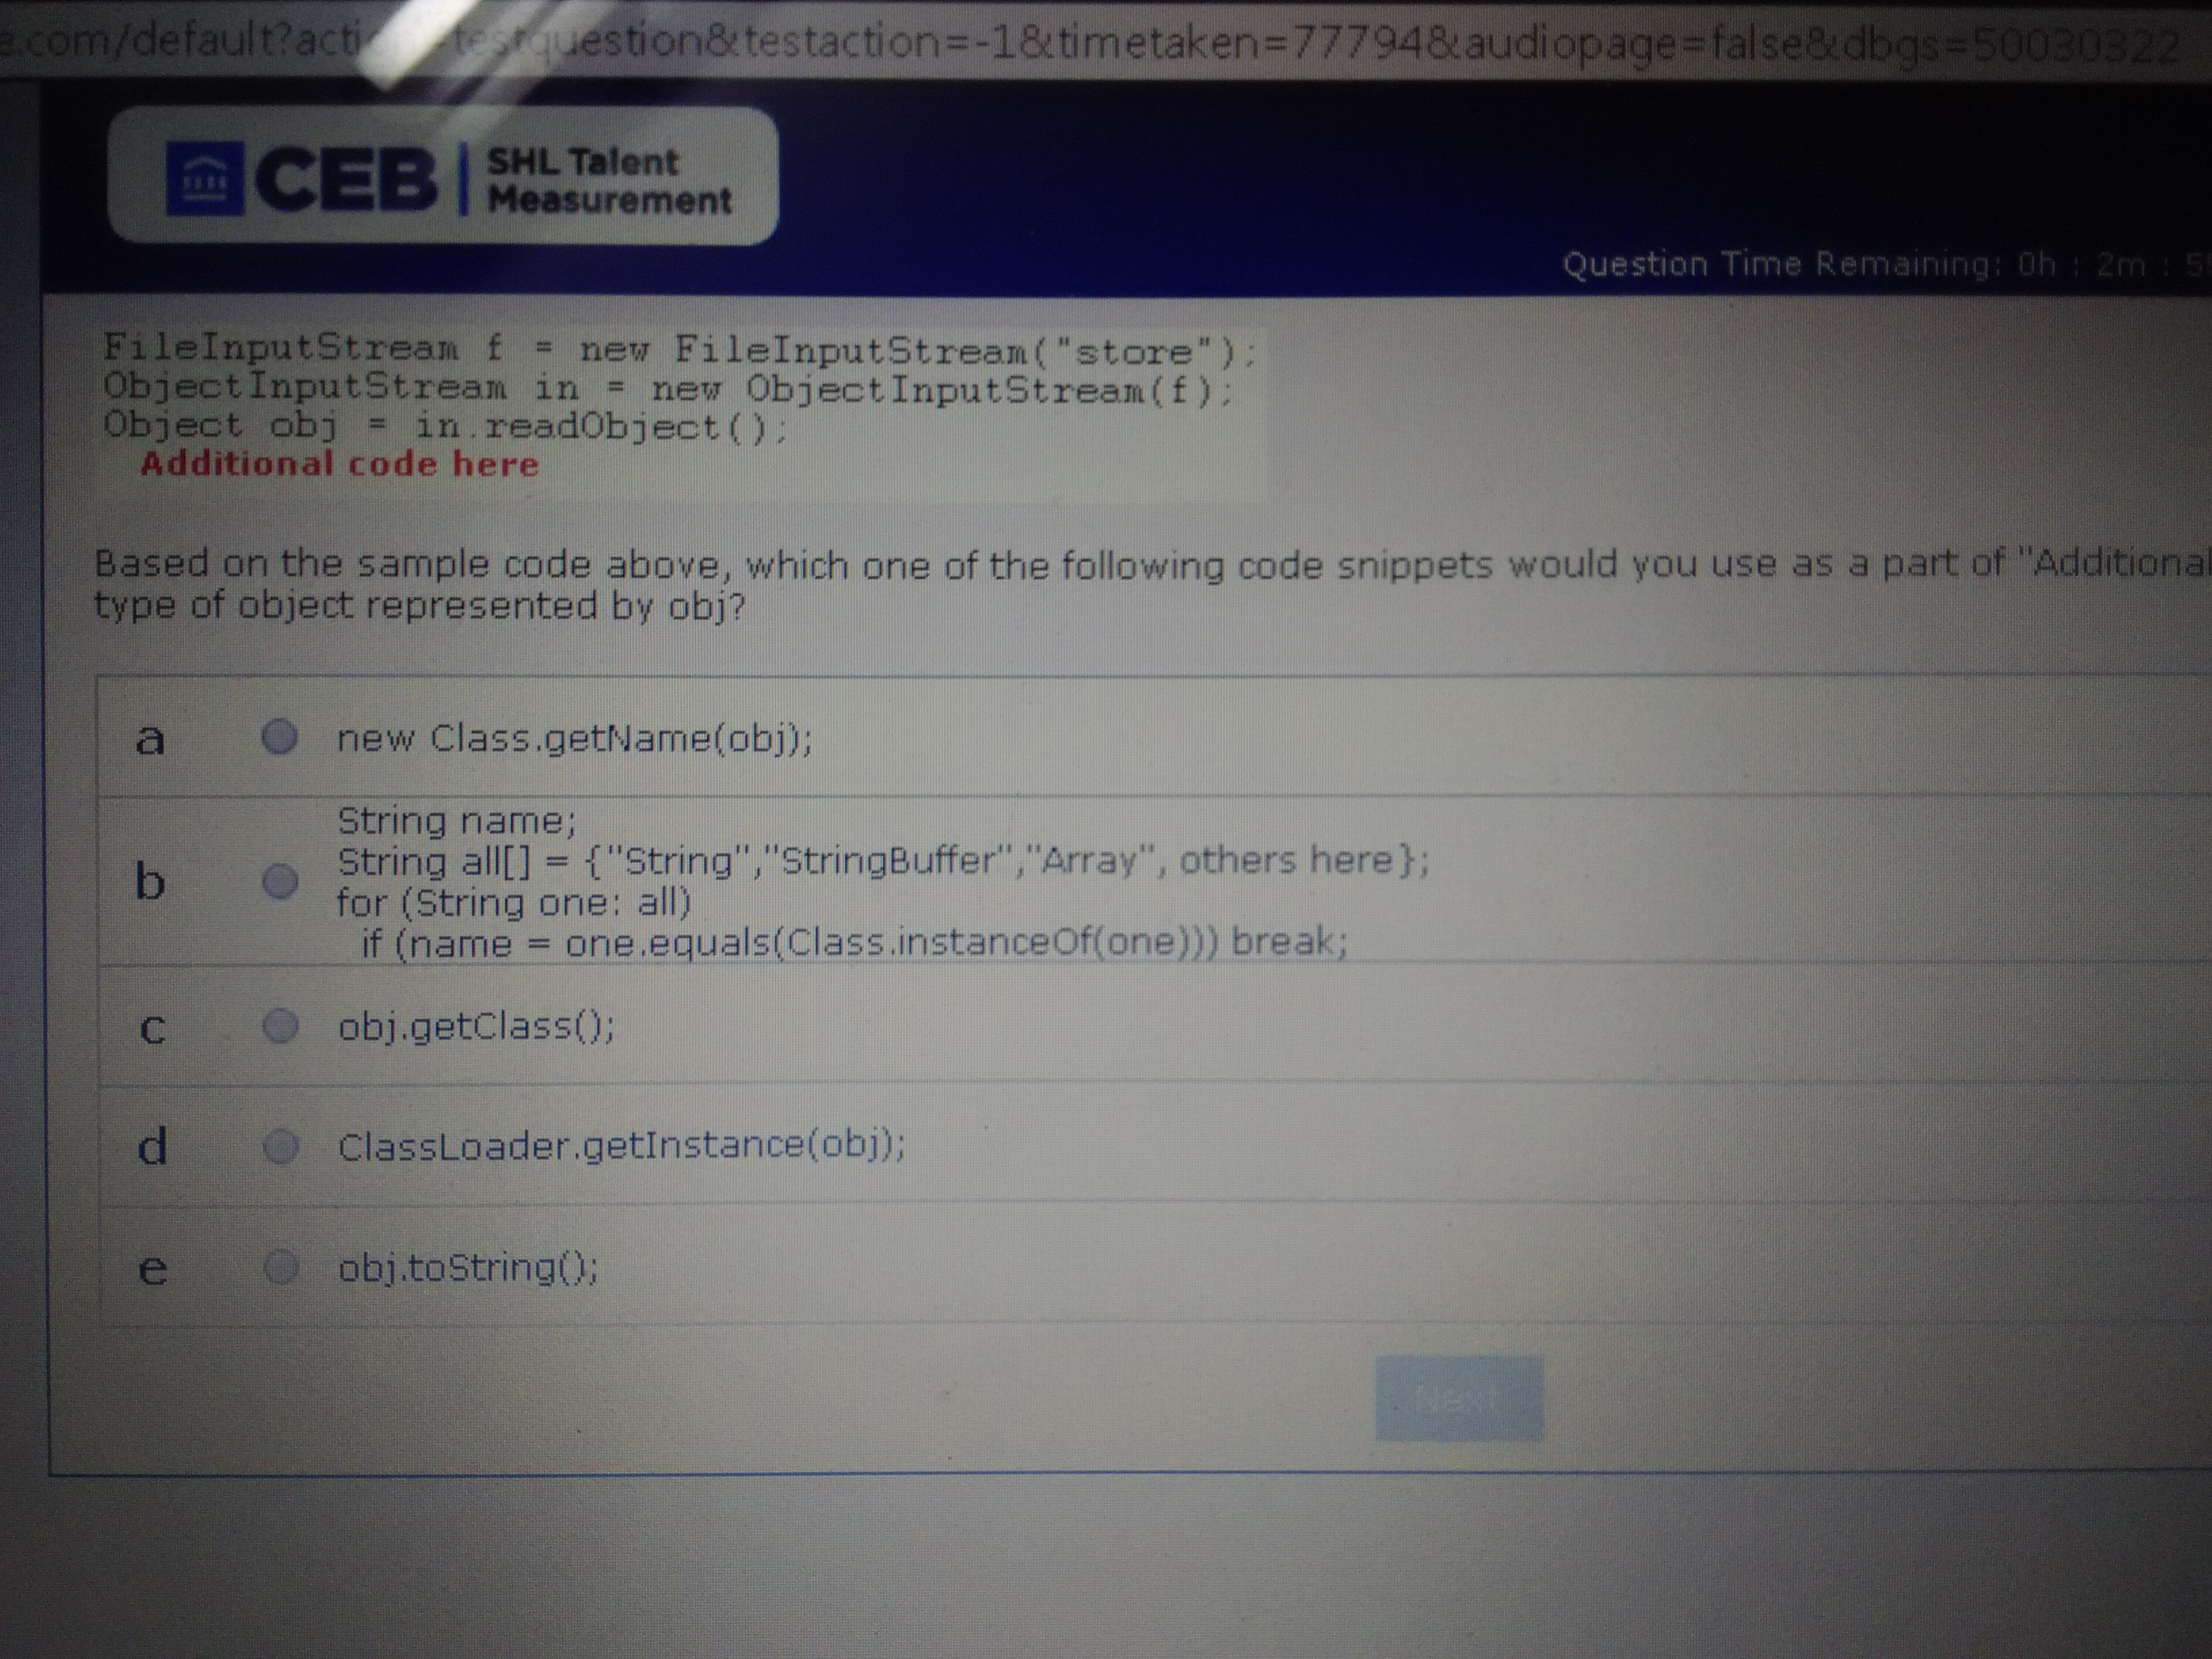 e.com/default?acti testquestion&testaction=-1&timetaken=77794&audiopage=false&dbgs=50030322
CEB
SHL Talent
Measurement
Question Time Remaining: 0h : 2m : 5
FileInputStream f = new FileInputStream("store");
ObjectInputStream in = new ObjectInputStream(f);
Object obj = in.readObject();
Additional code here
Based on the sample code above, which one of the following code snippets would you use as a part of "Additional
type of object represented by obj?
a new Class.getName(obj);
String name;
b String all[] = {"String","StringBuffer","Array", others here};
for (String one: all)
if (name = one.equals(Class.instanceOf(one))) break;
c obj.getClass();
d ClassLoader.getInstance(obj);
e obj.toString();
Next